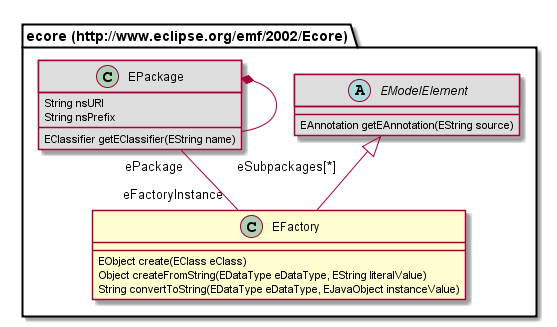 ecore (http://www.eclipse.org/emf/2002/Ecore)
C EPackage
String nsURI
String nsPrefix
EClassifier getEClassifier(EString name)
A EModelElement
EAnnotation getEAnnotation(EString source)
ePackage
eSubpackages[*]
eFactoryInstance
C EFactory
EObject create(EClass eClass)
Object createFromString(EDataType eDataType, EString literalValue)
String convertToString(EDataType eDataType, EJavaObject instanceValue)